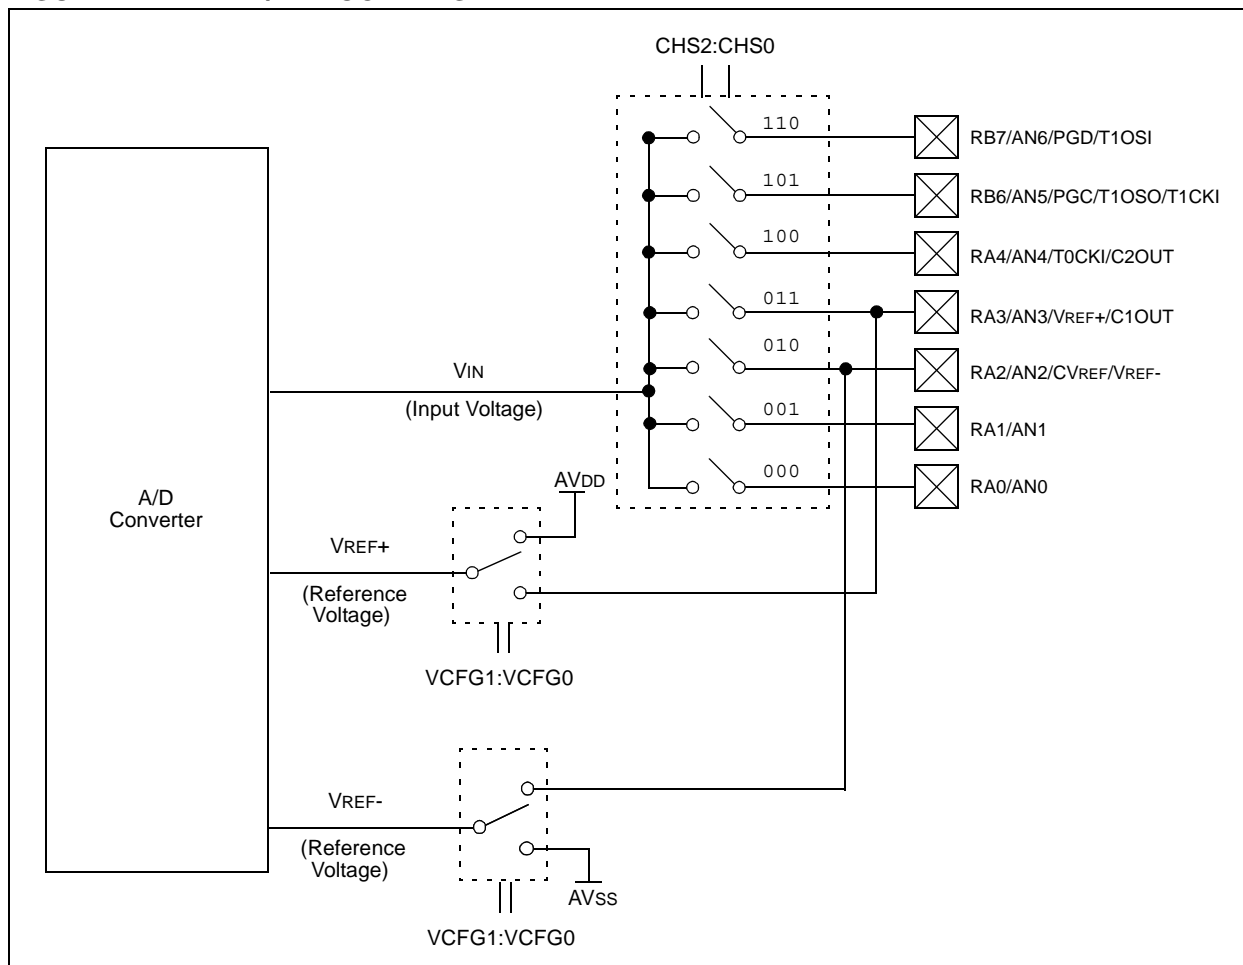 CHS2:CHS0
110
RB7/AN6/PGD/T1OSI
101
RB6/AN5/PGC/T1OSO/T1CKI
100
RA4/AN4/T0CKI/C2OUT
011
RA3/AN3/VREF+/C1OUT
010
RA2/AN2/CVREF/VREF-
VIN
(Input Voltage)
001
RA1/AN1
000
RA0/AN0
A/D
Converter
AVDD
VREF+
(Reference
Voltage)
VCFG1:VCFG0
VREF-
(Reference
Voltage)
AVSS
VCFG1:VCFG0